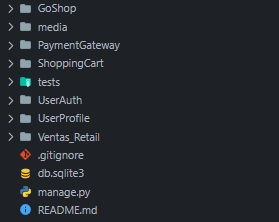 GoShop
media
PaymentGateway
ShoppingCart
tests
UserAuth
UserProfile
Ventas_Retail
.gitignore
db.sqlite3
manage.py
README.md